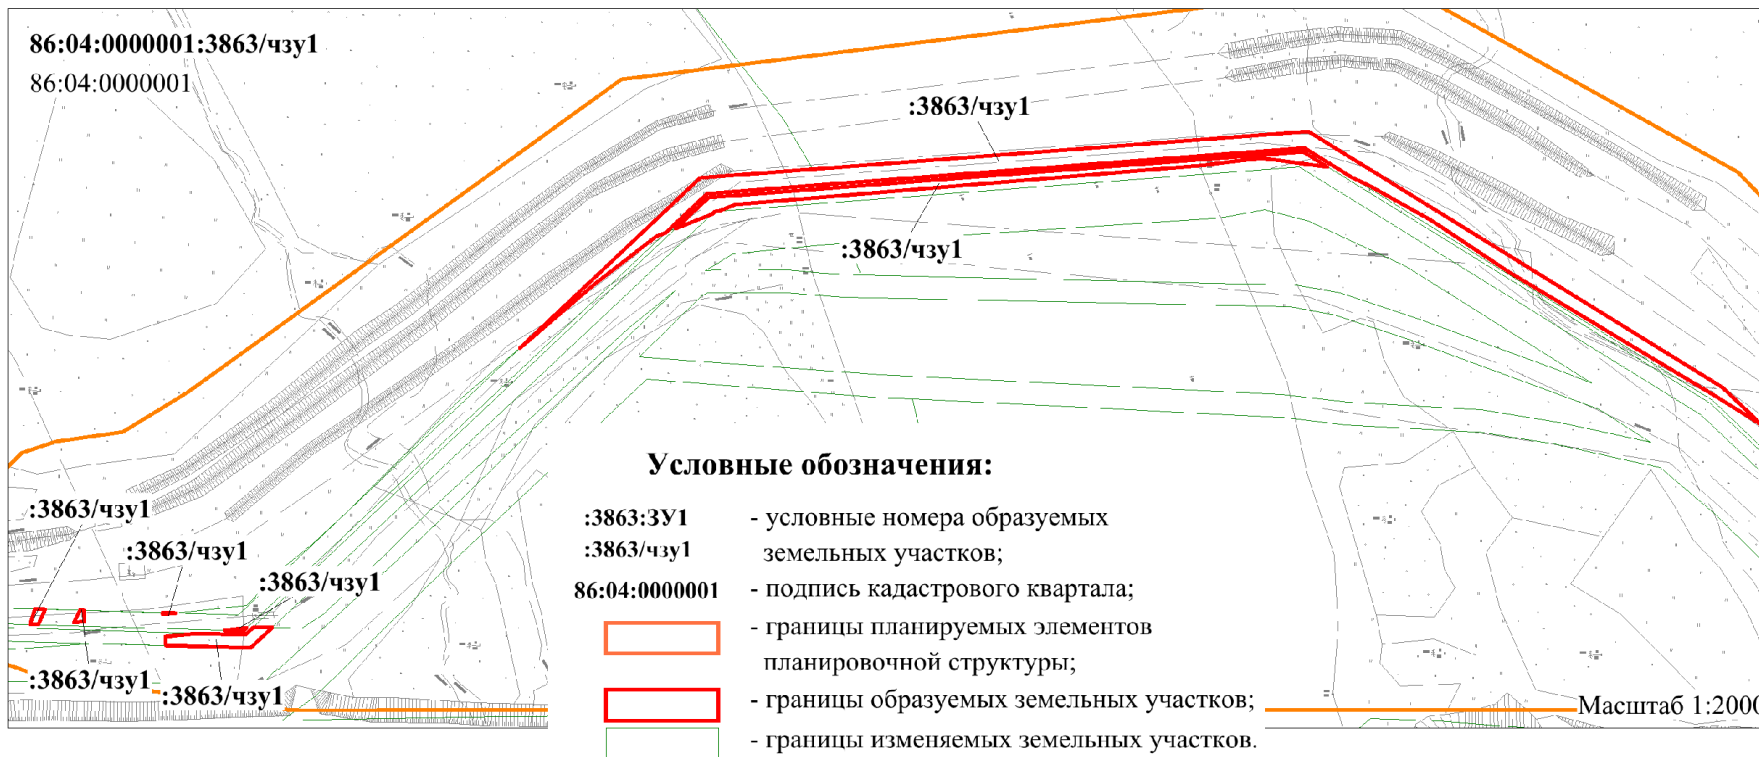 86:04:0000001:3863/чзу1
86:04:0000001
:3863/чзу1
:3863/чзу1
:3863/чзу1
:3863/чзу1
:3863/чзу1
:3863/чзу1
:3863/чзу1
Условные обозначения:
:3863:ЗУ1 - условные номера образуемых
:3863/чзу1 земельных участков;
86:04:0000001 - подпись кадастрового квартала;
- границы планируемых элементов
планировочной структуры;
- границы образуемых земельных участков;
- границы изменяемых земельных участков.
Масштаб 1:2000